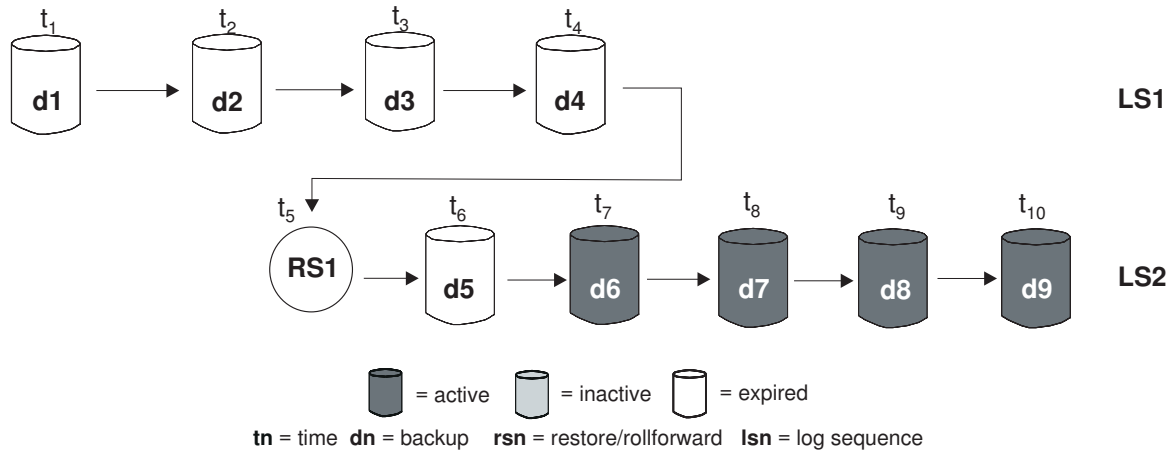 t1 t2 t3 t4
d1 d2 d3 d4 LS1
t5 t6 t7 t8 t9 t10
RS1 d5 d6 d7 d8 d9 LS2
= active = inactive = expired
tn = time dn = backup rsn = restore/rollforward lsn = log sequence